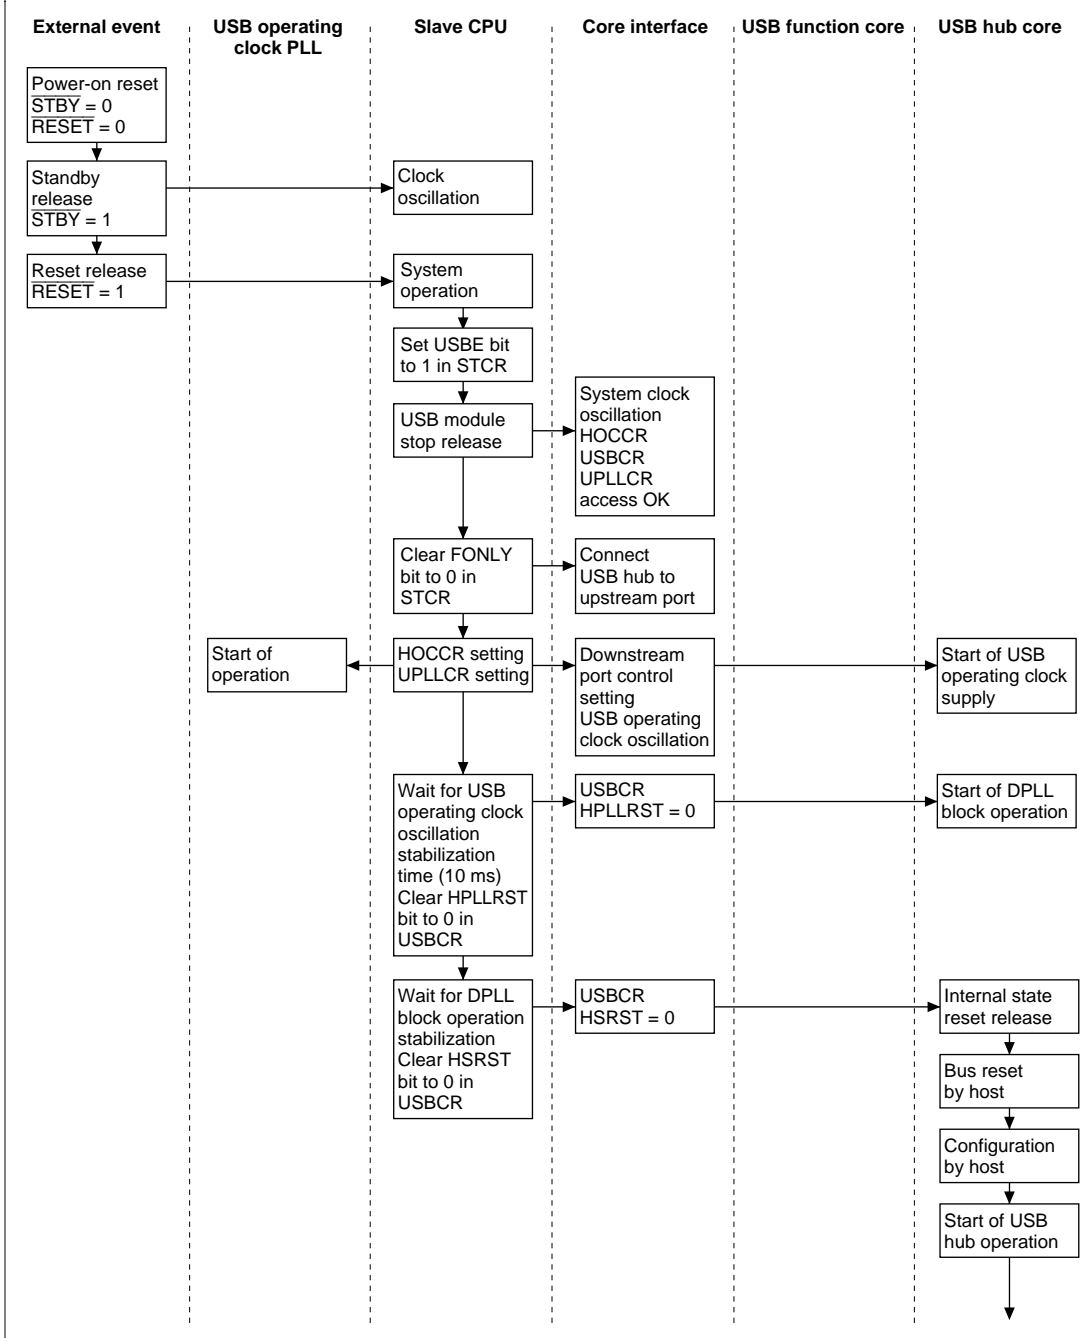 External event
USB operating
clock PLL
Slave CPU
Core interface
USB function core
USB hub core
Power-on reset
STBY = 0
RESET = 0
Standby
release
STBY = 1
Clock
oscillation
Reset release
RESET = 1
System
operation
Set USBE bit
to 1 in STCR
USB module
stop release
System clock
oscillation
HOCCR
USBCR
UPLLCR
access OK
Clear FONLY
bit to 0 in
STCR
Connect
USB hub to
upstream port
Start of
operation
HOCCR setting
UPLLCR setting
Downstream
port control
setting
USB operating
clock oscillation
Start of USB
operating clock
supply
Wait for USB
operating clock
oscillation
stabilization
time (10 ms)
Clear HPLLRST
bit to 0 in
USBCR
USBCR
HPLLRST = 0
Start of DPLL
block operation
Wait for DPLL
block operation
stabilization
Clear HSRST
bit to 0 in
USBCR
USBCR
HSRST = 0
Internal state
reset release
Bus reset
by host
Configuration
by host
Start of USB
hub operation